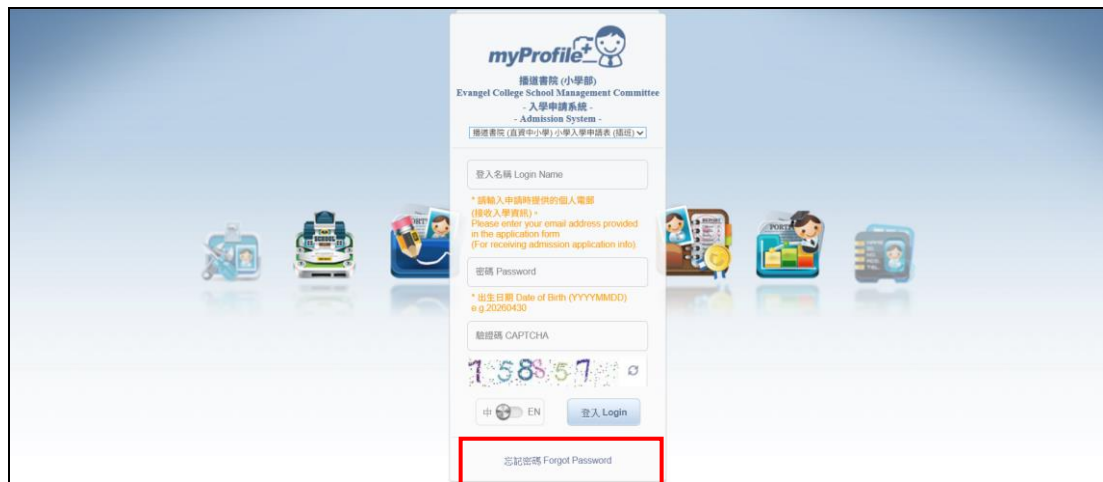 myProfile+
播道書院 (小學部)
Evangel College School Management Committee
- 入學申請系統 -
- Admission System -
播道書院 (直資中小學) 小學入學申請表 (插班)
登入名稱 Login Name
* 請輸入申請時提供的個人電郵
(接收入學資訊)。
Please enter your email address provided
in the application form
(For receiving admission application info)
密碼 Password
* 出生日期 Date of Birth (YYYYMMDD)
e.g.20260430
驗證碼 CAPTCHA
中 EN
登入 Login
忘記密碼 Forgot Password
SCHOOL
REPORT